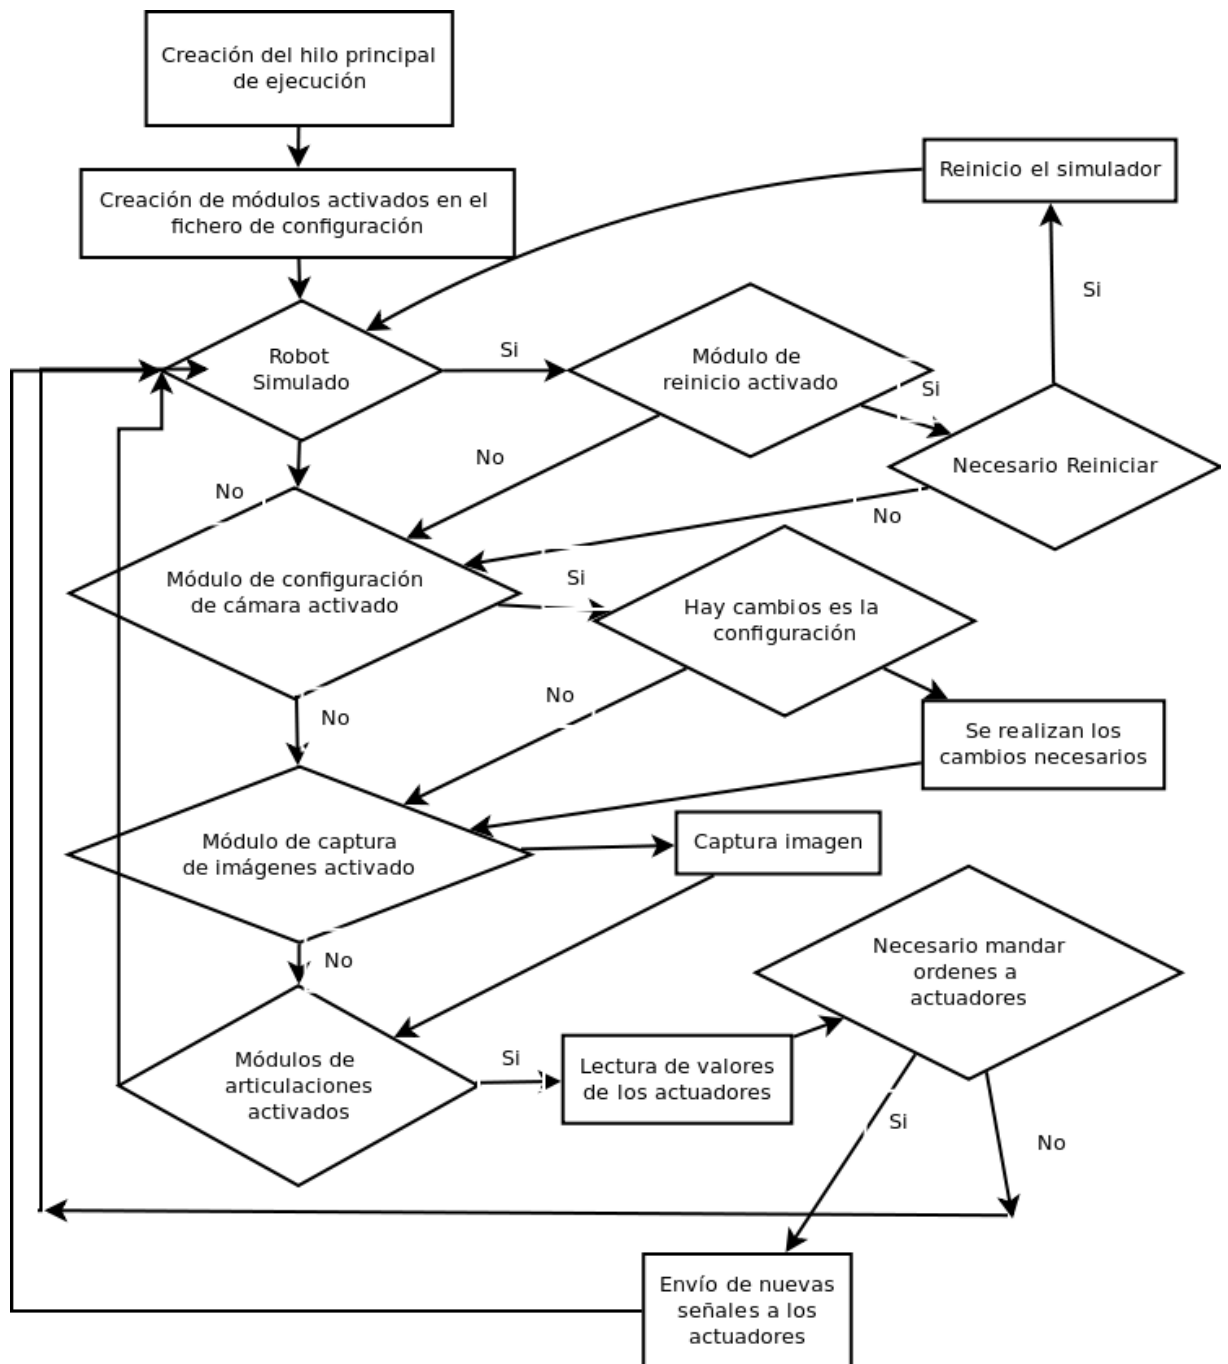 Creación del hilo principal
de ejecución
Reinicio el simulador
Creación de módulos activados en el
fichero de configuración
Si
Robot
Simulado
Si
Módulo de
reinicio activado
Si
No
Necesario Reiniciar
No
No
Módulo de configuración
de cámara activado
Si
Hay cambios es la
configuración
No
No
Se realizan los
cambios necesarios
Módulo de captura
de imágenes activado
Captura imagen
No
Necesario mandar
ordenes a
actuadores
Módulos de
articulaciones
activados
Si
Lectura de valores
de los actuadores
Si
No
Envío de nuevas
señales a los
actuadores